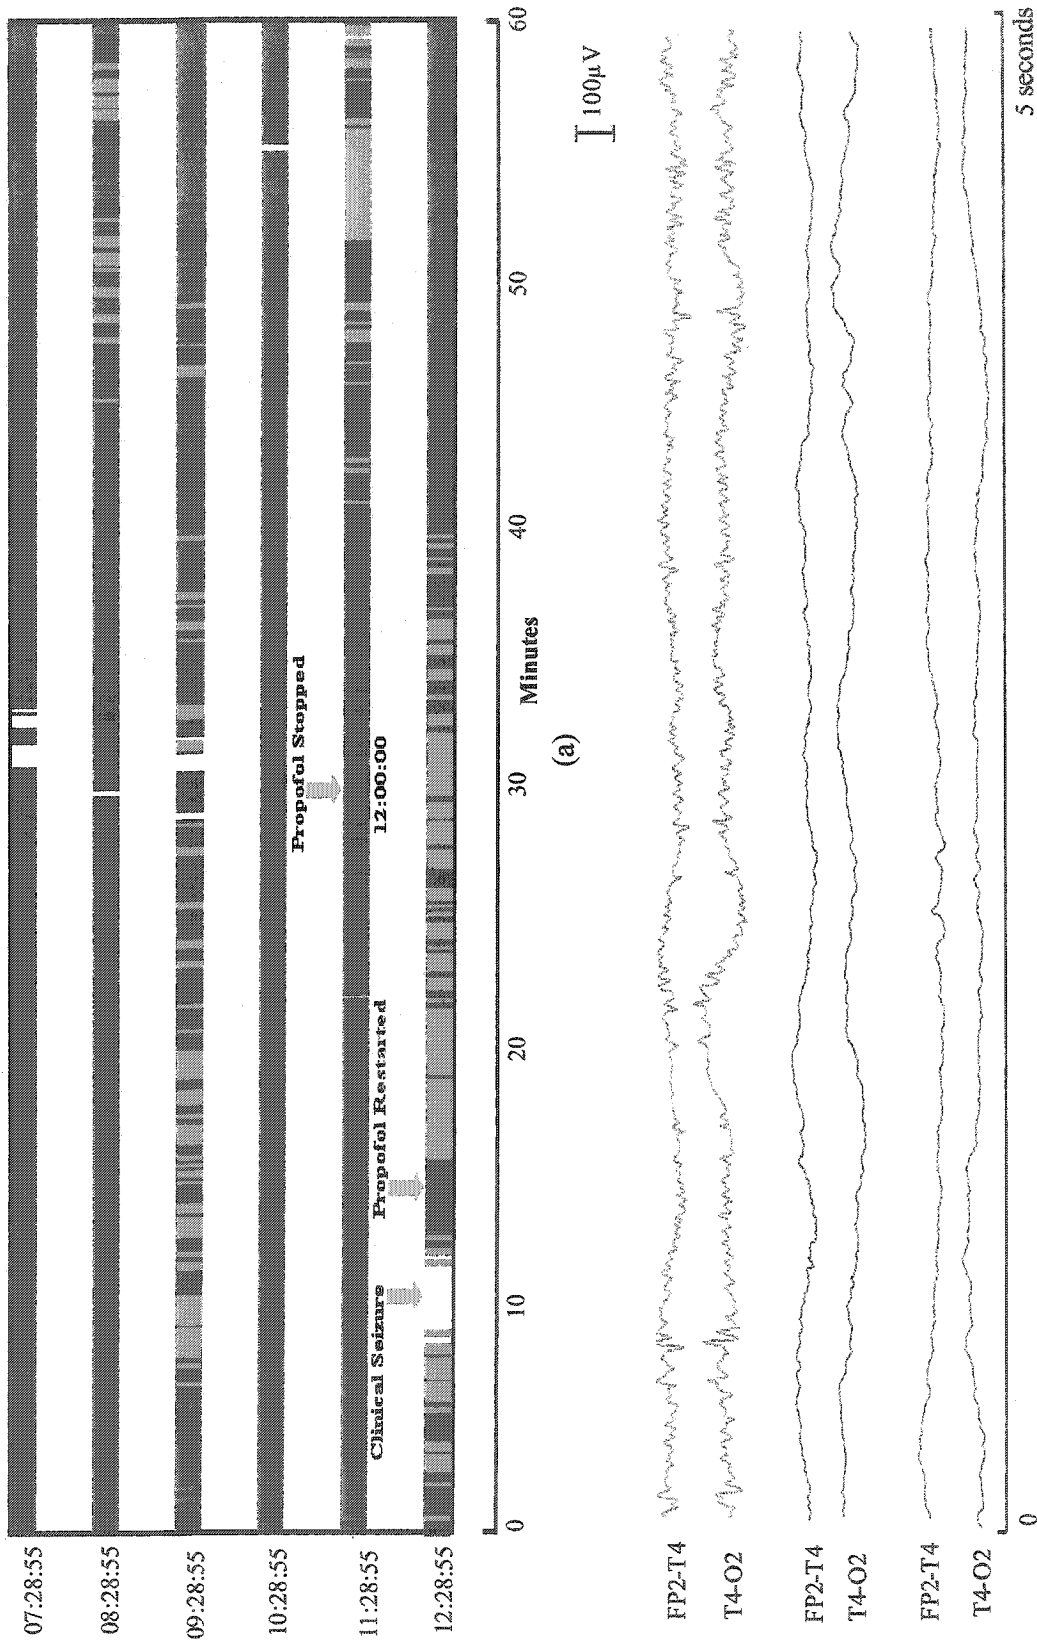 07:28:55
08:28:55
09:28:55
10:28:55
Propofol Stopped
11:28:55
12:00:00
Clinical Seizure
Propofol Restarted
12:28:55
0
10
20
30
40
50
60
Minutes
(a)
100μV
FP2-T4
T4-O2
FP2-T4
T4-O2
FP2-T4
T4-O2
0
5 seconds